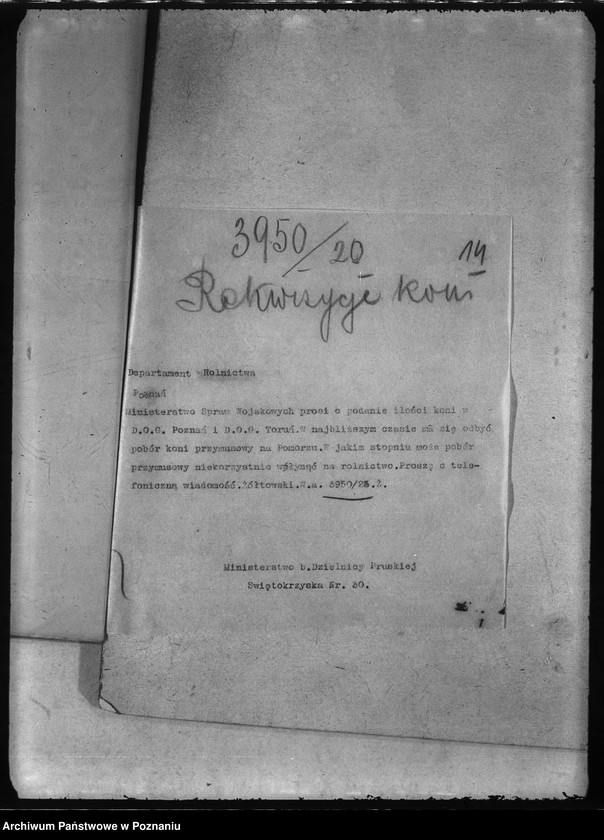 3950/20
14
Rekwizycje koni
Departament Rolnictwa
Poznań
Ministerstwo Spraw Wojskowych prosi o podanie ilości koni w
D.O.G. Poznań i D.O.G. Toruń.W najbliższym czasie ma się odbyć
pobór koni przymusowy na Pomorzu.W jakim stopniu może pobór
przymusowy niekorzystnie wpłynąć na rolnictwo.Proszę o tele-
foniczną wiadomość.Żółtowski.W.a. 3950/25.Ż.
Ministerstwo b.Dzielnicy Pruskiej
Swiętokrzyska Nr. 30.
Archiwum Państwowe w Poznaniu